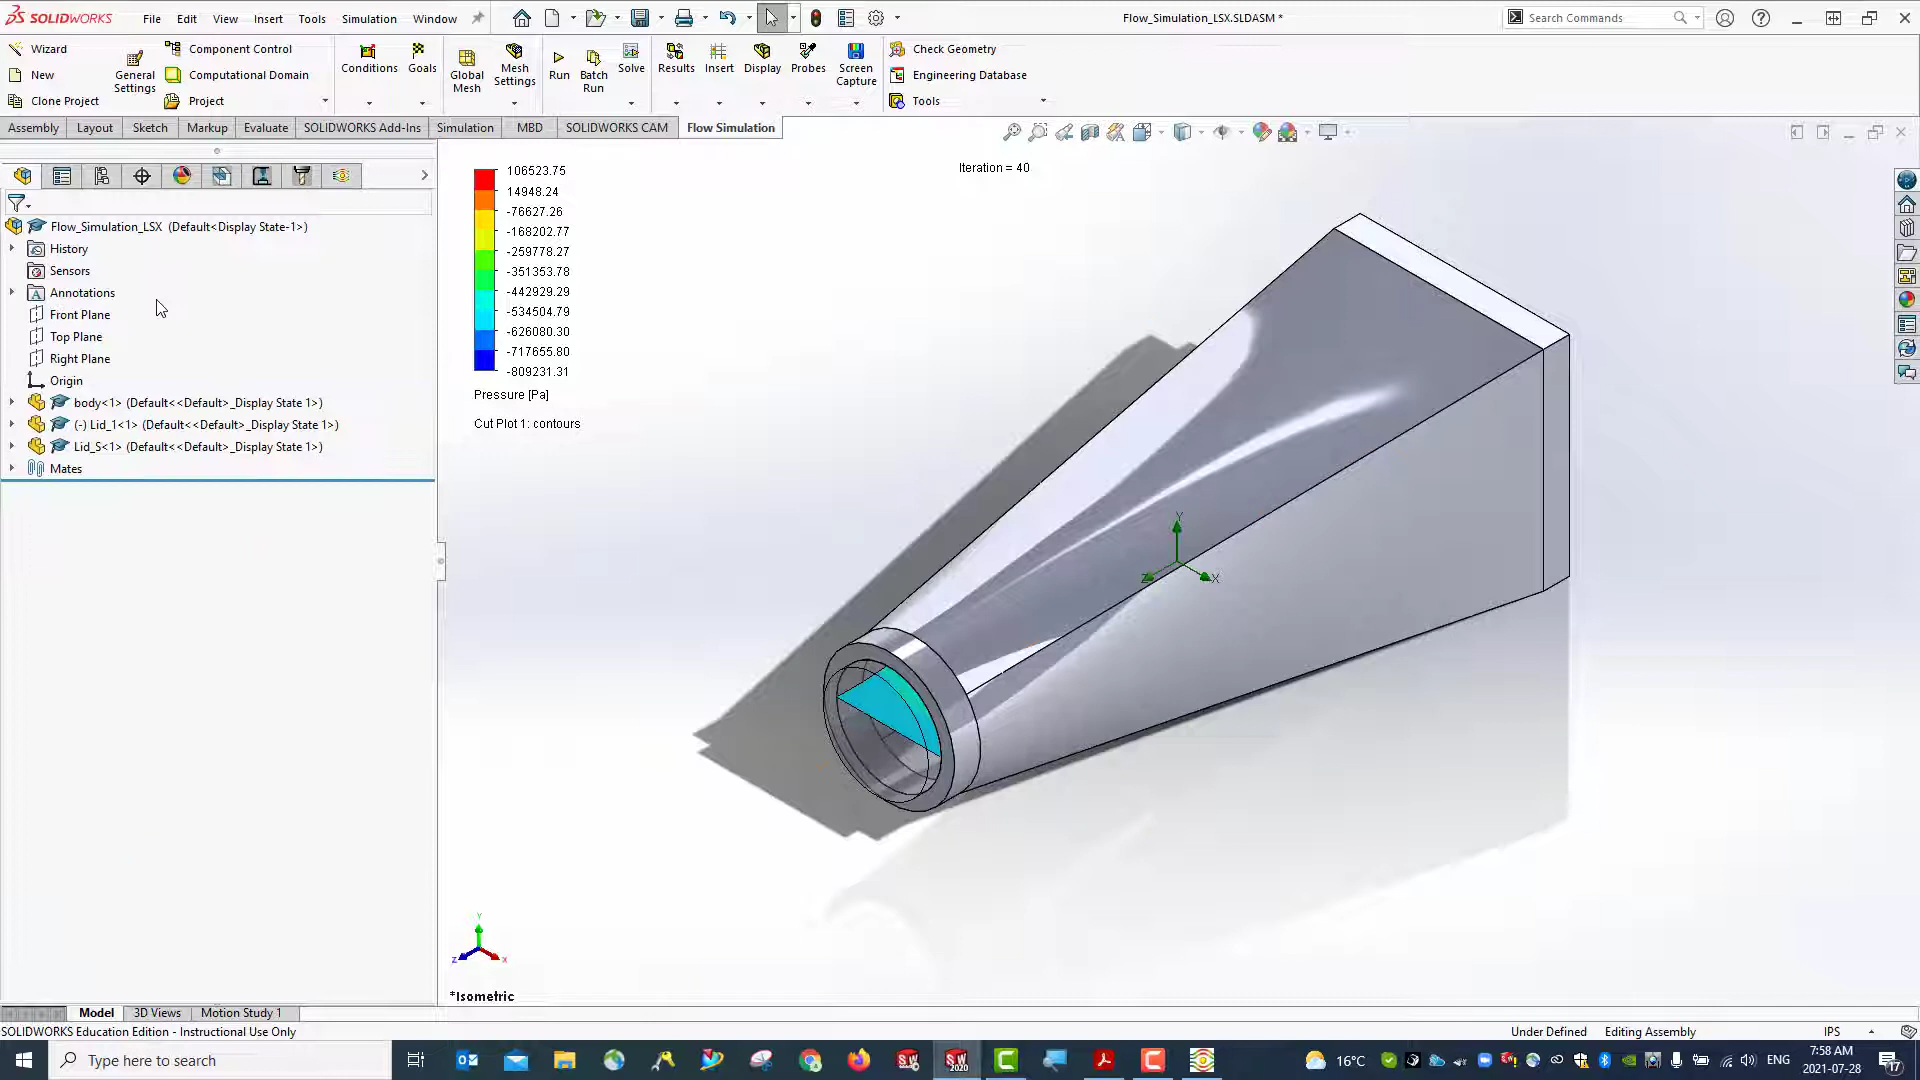 SOLIDWORKS File Edit View Insert Tools Simulation Window Flow_Simulation_LSX.SLDASM * Search Commands
Wizard
New
Clone Project
General Settings
Component Control
Computational Domain
Project
Conditions
Goals
Global Mesh
Mesh Settings
Run
Batch Run
Solve
Results
Insert
Display
Probes
Screen Capture
Check Geometry
Engineering Database
Tools
Assembly Layout Sketch Markup Evaluate SOLIDWORKS Add-Ins Simulation MBD SOLIDWORKS CAM Flow Simulation
Flow_Simulation_LSX (Default<Display State-1>)
History
Sensors
Annotations
Front Plane
Top Plane
Right Plane
Origin
body<1> (Default<<Default>_Display State 1>)
(-) Lid_1<1> (Default<<Default>_Display State 1>)
Lid_S<1> (Default<<Default>_Display State 1>)
Mates
106523.75
14948.24
-76627.26
-168202.77
-259778.27
-351353.78
-442929.29
-534504.79
-626080.30
-717655.80
-809231.31
Pressure [Pa]
Cut Plot 1: contours
Iteration = 40
Y
Z
X
Y
Z
X
*Isometric
Model 3D Views Motion Study 1
SOLIDWORKS Education Edition - Instructional Use Only Under Defined Editing Assembly IPS
Type here to search
SW 2020
16°C
ENG
7:58 AM
2021-07-28
17